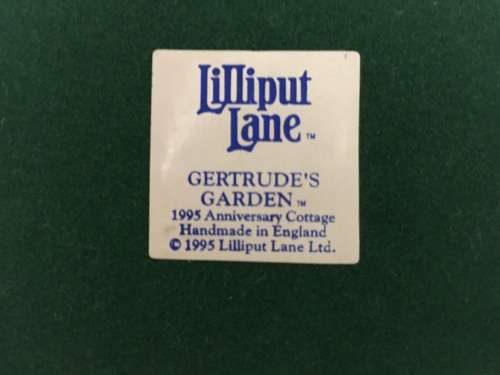 Lilliput
Lane™
GERTRUDE'S
GARDEN™
1995 Anniversary Cottage
Handmade in England
© 1995 Lilliput Lane Ltd.